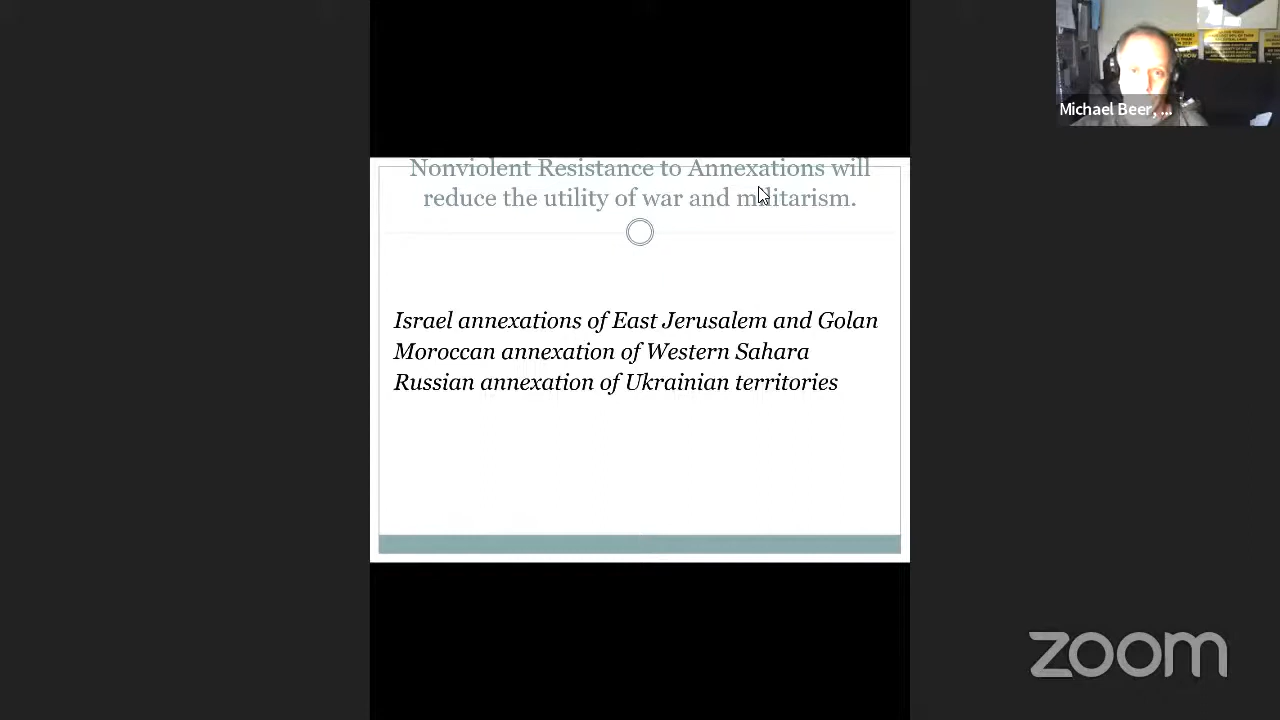 Michael Beer, ...
Nonviolent Resistance to Annexations will
reduce the utility of war and militarism.
Israel annexations of East Jerusalem and Golan
Moroccan annexation of Western Sahara
Russian annexation of Ukrainian territories
zoom